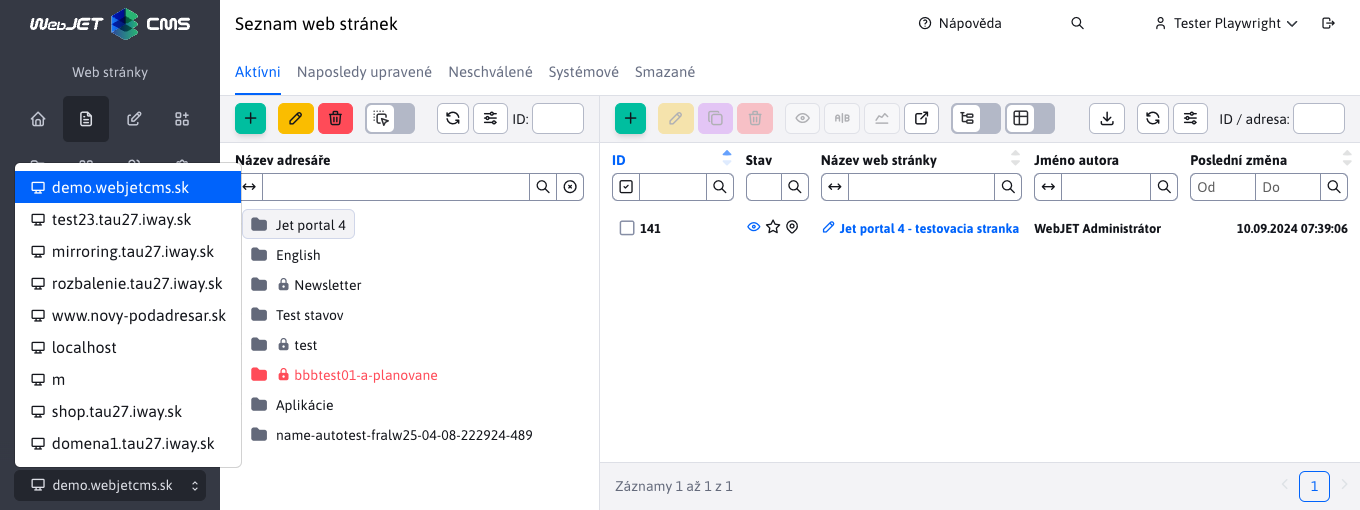 WebJET CMS
Seznam web stránek
Nápověda
Tester Playwright
Web stránky
Aktívni Naposledy upravené Neschválené Systémové Smazané
ID:
ID / adresa:
Název adresáře
ID Stav Název web stránky Jméno autora Poslední změna
A|B
Od Do
demo.webjetcms.sk
test23.tau27.iway.sk
mirroring.tau27.iway.sk
rozbalenie.tau27.iway.sk
www.novy-podadresar.sk
localhost
m
shop.tau27.iway.sk
domena1.tau27.iway.sk
demo.webjetcms.sk
Jet portal 4
English
Newsletter
Test stavov
test
bbbtest01-a-planovane
Aplikácie
name-autotest-fralw25-04-08-222924-489
141 Jet portal 4 - testovacia stranka WebJET Administrátor 10.09.2024 07:39:06
Záznamy 1 až 1 z 1
1